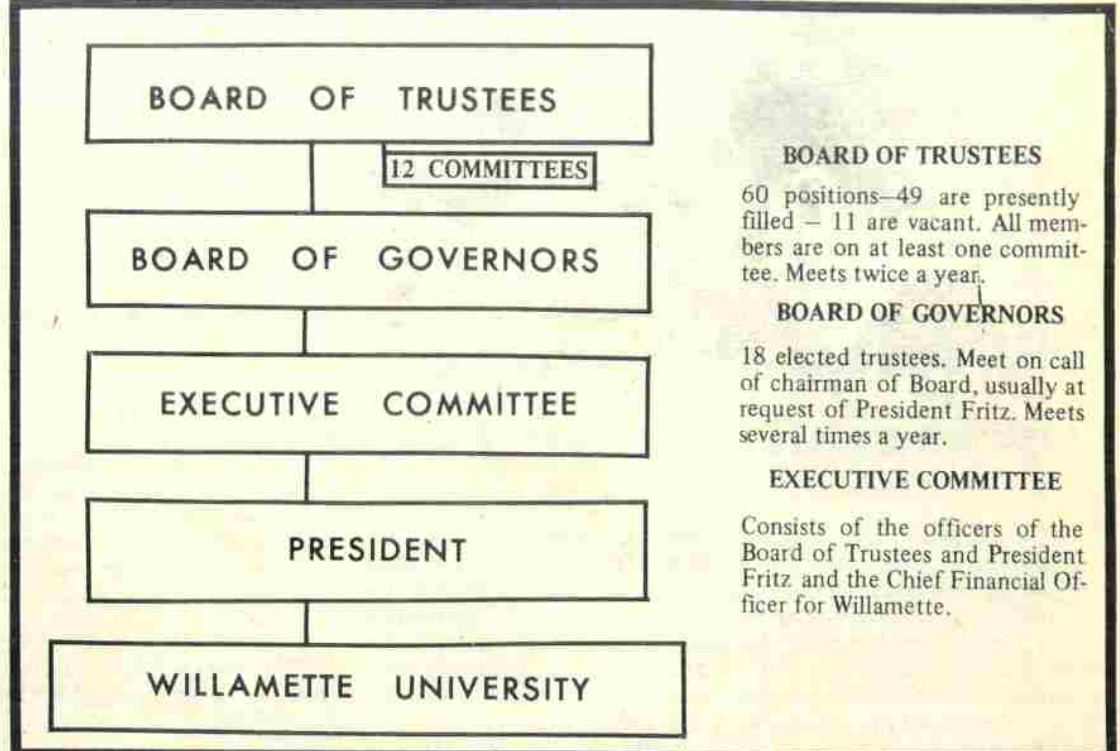 BOARD OF TRUSTEES
12 COMMITTEES
BOARD OF GOVERNORS
EXECUTIVE COMMITTEE
PRESIDENT
WILLAMETTE UNIVERSITY
BOARD OF TRUSTEES
60 positions—49 are presently
filled — 11 are vacant. All mem-
bers are on at least one commit-
tee. Meets twice a year.
BOARD OF GOVERNORS
18 elected trustees. Meet on call
of chairman of Board, usually at
request of President Fritz. Meets
several times a year.
EXECUTIVE COMMITTEE
Consists of the officers of the
Board of Trustees and President
Fritz and the Chief Financial Of-
ficer for Willamette.